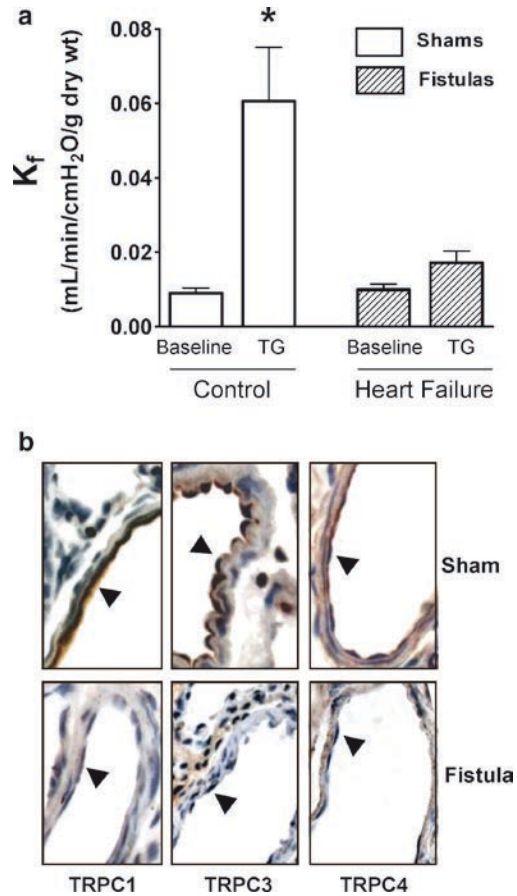 a
*
0.08
0.06
0.04
0.02
0.00
Kf
(mL/min/cmH2O/g dry wt)
Shams
Fistulas
Baseline TG Baseline TG
Control Heart Failure
b
Sham
Fistula
TRPC1 TRPC3 TRPC4